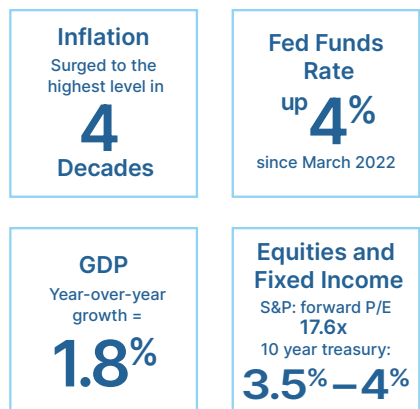 Inflation
Surged to the
highest level in
4
Decades
Fed Funds
Rate
up 4%
since March 2022
GDP
Year-over-year
growth =
1.8%
Equities and
Fixed Income
S&P: forward P/E
17.6x
10 year treasury:
3.5%–4%